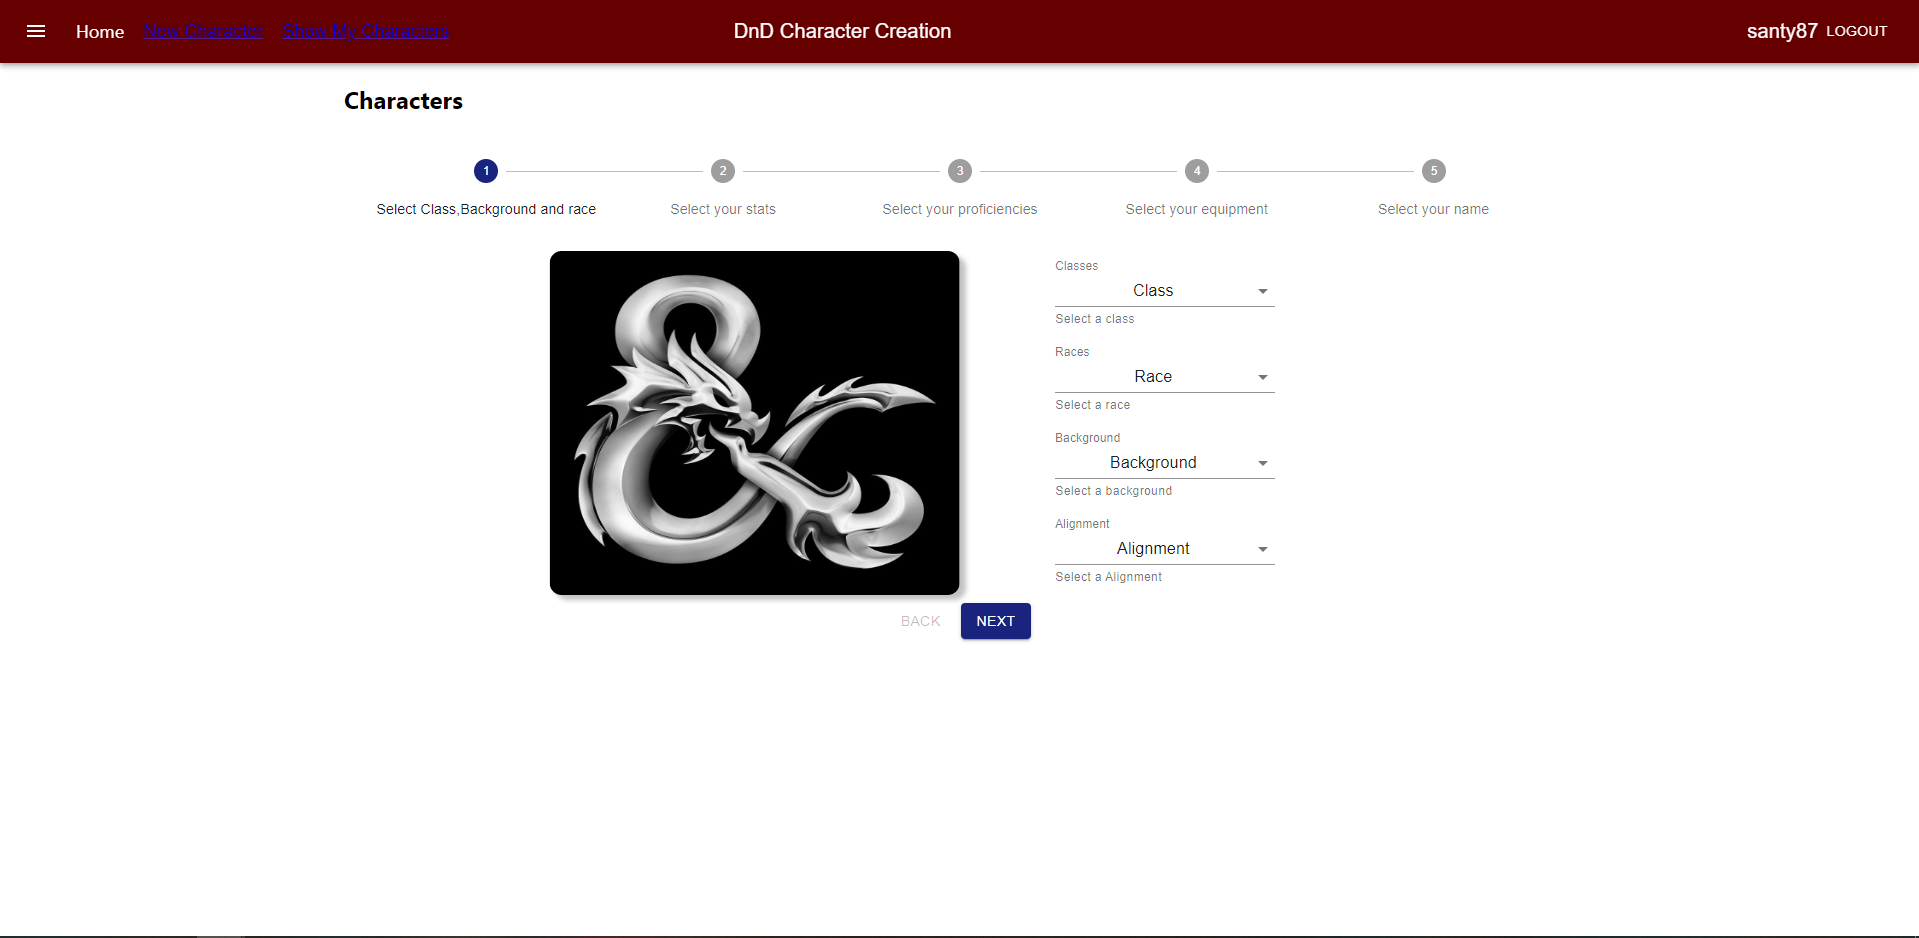 Home New Character Show My Characters DnD Character Creation santy87 LOGOUT
Characters
1 2 3 4 5
Select Class,Background and race Select your stats Select your proficiencies Select your equipment Select your name
Classes
Class
Select a class
Races
Race
Select a race
Background
Background
Select a background
Alignment
Alignment
Select a Alignment
BACK NEXT